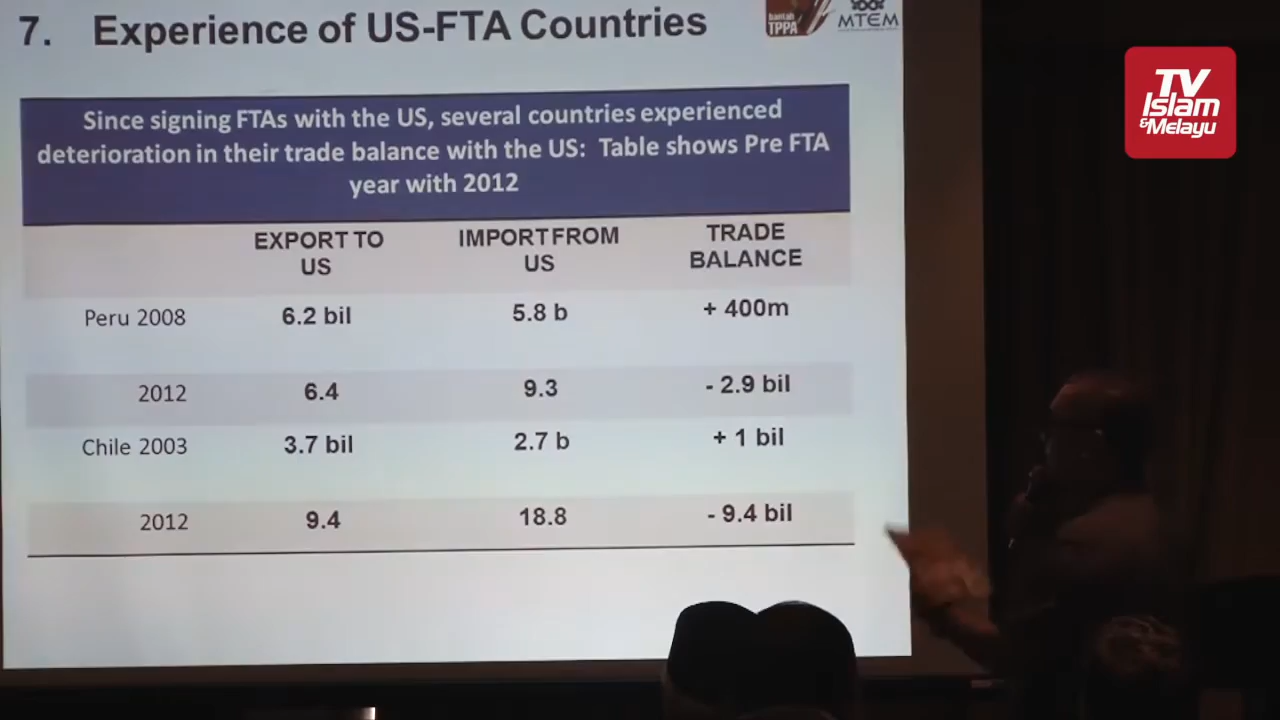 7. Experience of US-FTA Countries
bantah
TPPA
MTEM
TV
Islam
&Melayu
Since signing FTAs with the US, several countries experienced
deterioration in their trade balance with the US: Table shows Pre FTA
year with 2012
EXPORT TO US IMPORT FROM US TRADE BALANCE
Peru 2008 6.2 bil 5.8 b + 400m
2012 6.4 9.3 - 2.9 bil
Chile 2003 3.7 bil 2.7 b + 1 bil
2012 9.4 18.8 - 9.4 bil